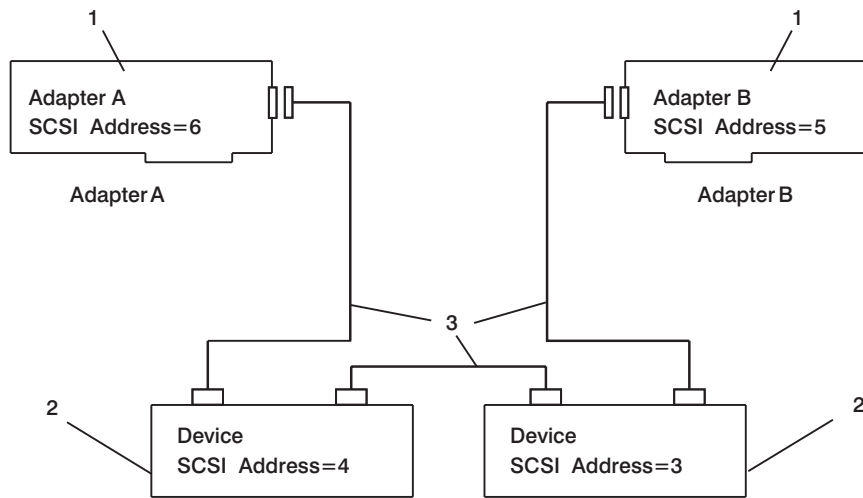 1
1
Adapter A
SCSI Address=6
Adapter B
SCSI Address=5
Adapter A
Adapter B
3
2
2
Device
SCSI Address=4
Device
SCSI Address=3